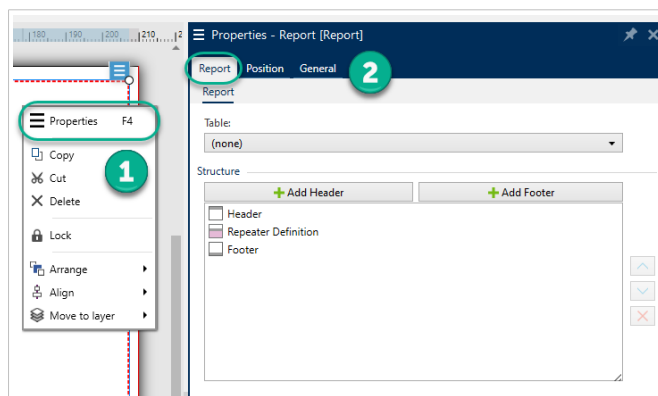 180 190 200 210 2
Properties F4
Copy
Cut
Delete
Lock
Arrange
Align
Move to layer
1
Properties - Report [Report]
Report Position General
2
Report
Table:
(none)
Structure
Add Header Add Footer
Header
Repeater Definition
Footer